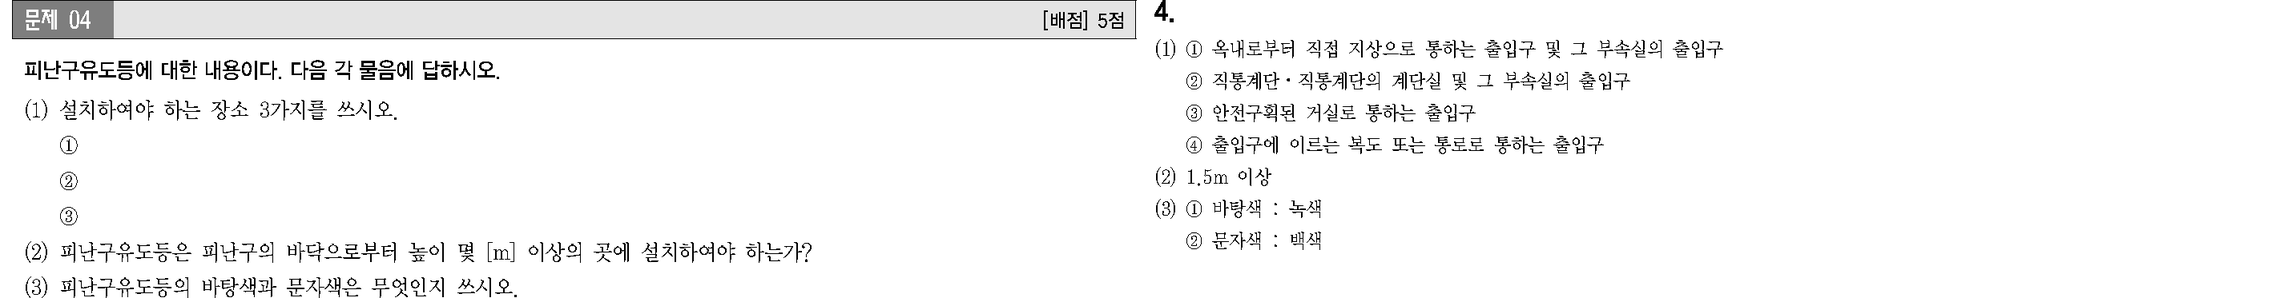 문제 04
[배점] 5점
피난구유도등에 대한 내용이다. 다음 각 물음에 답하시오.
(1) 설치하여야 하는 장소 3가지를 쓰시오.
①
②
③
(2) 피난구유도등은 피난구의 바닥으로부터 높이 몇 [m] 이상의 곳에 설치하여야 하는가?
(3) 피난구유도등의 바탕색과 문자색은 무엇인지 쓰시오.
4.
(1) ① 옥내로부터 직접 지상으로 통하는 출입구 및 그 부속실의 출입구
② 직통계단·직통계단의 계단실 및 그 부속실의 출입구
③ 안전구획된 거실로 통하는 출입구
④ 출입구에 이르는 복도 또는 통로로 통하는 출입구
(2) 1.5m 이상
(3) ① 바탕색 : 녹색
② 문자색 : 백색